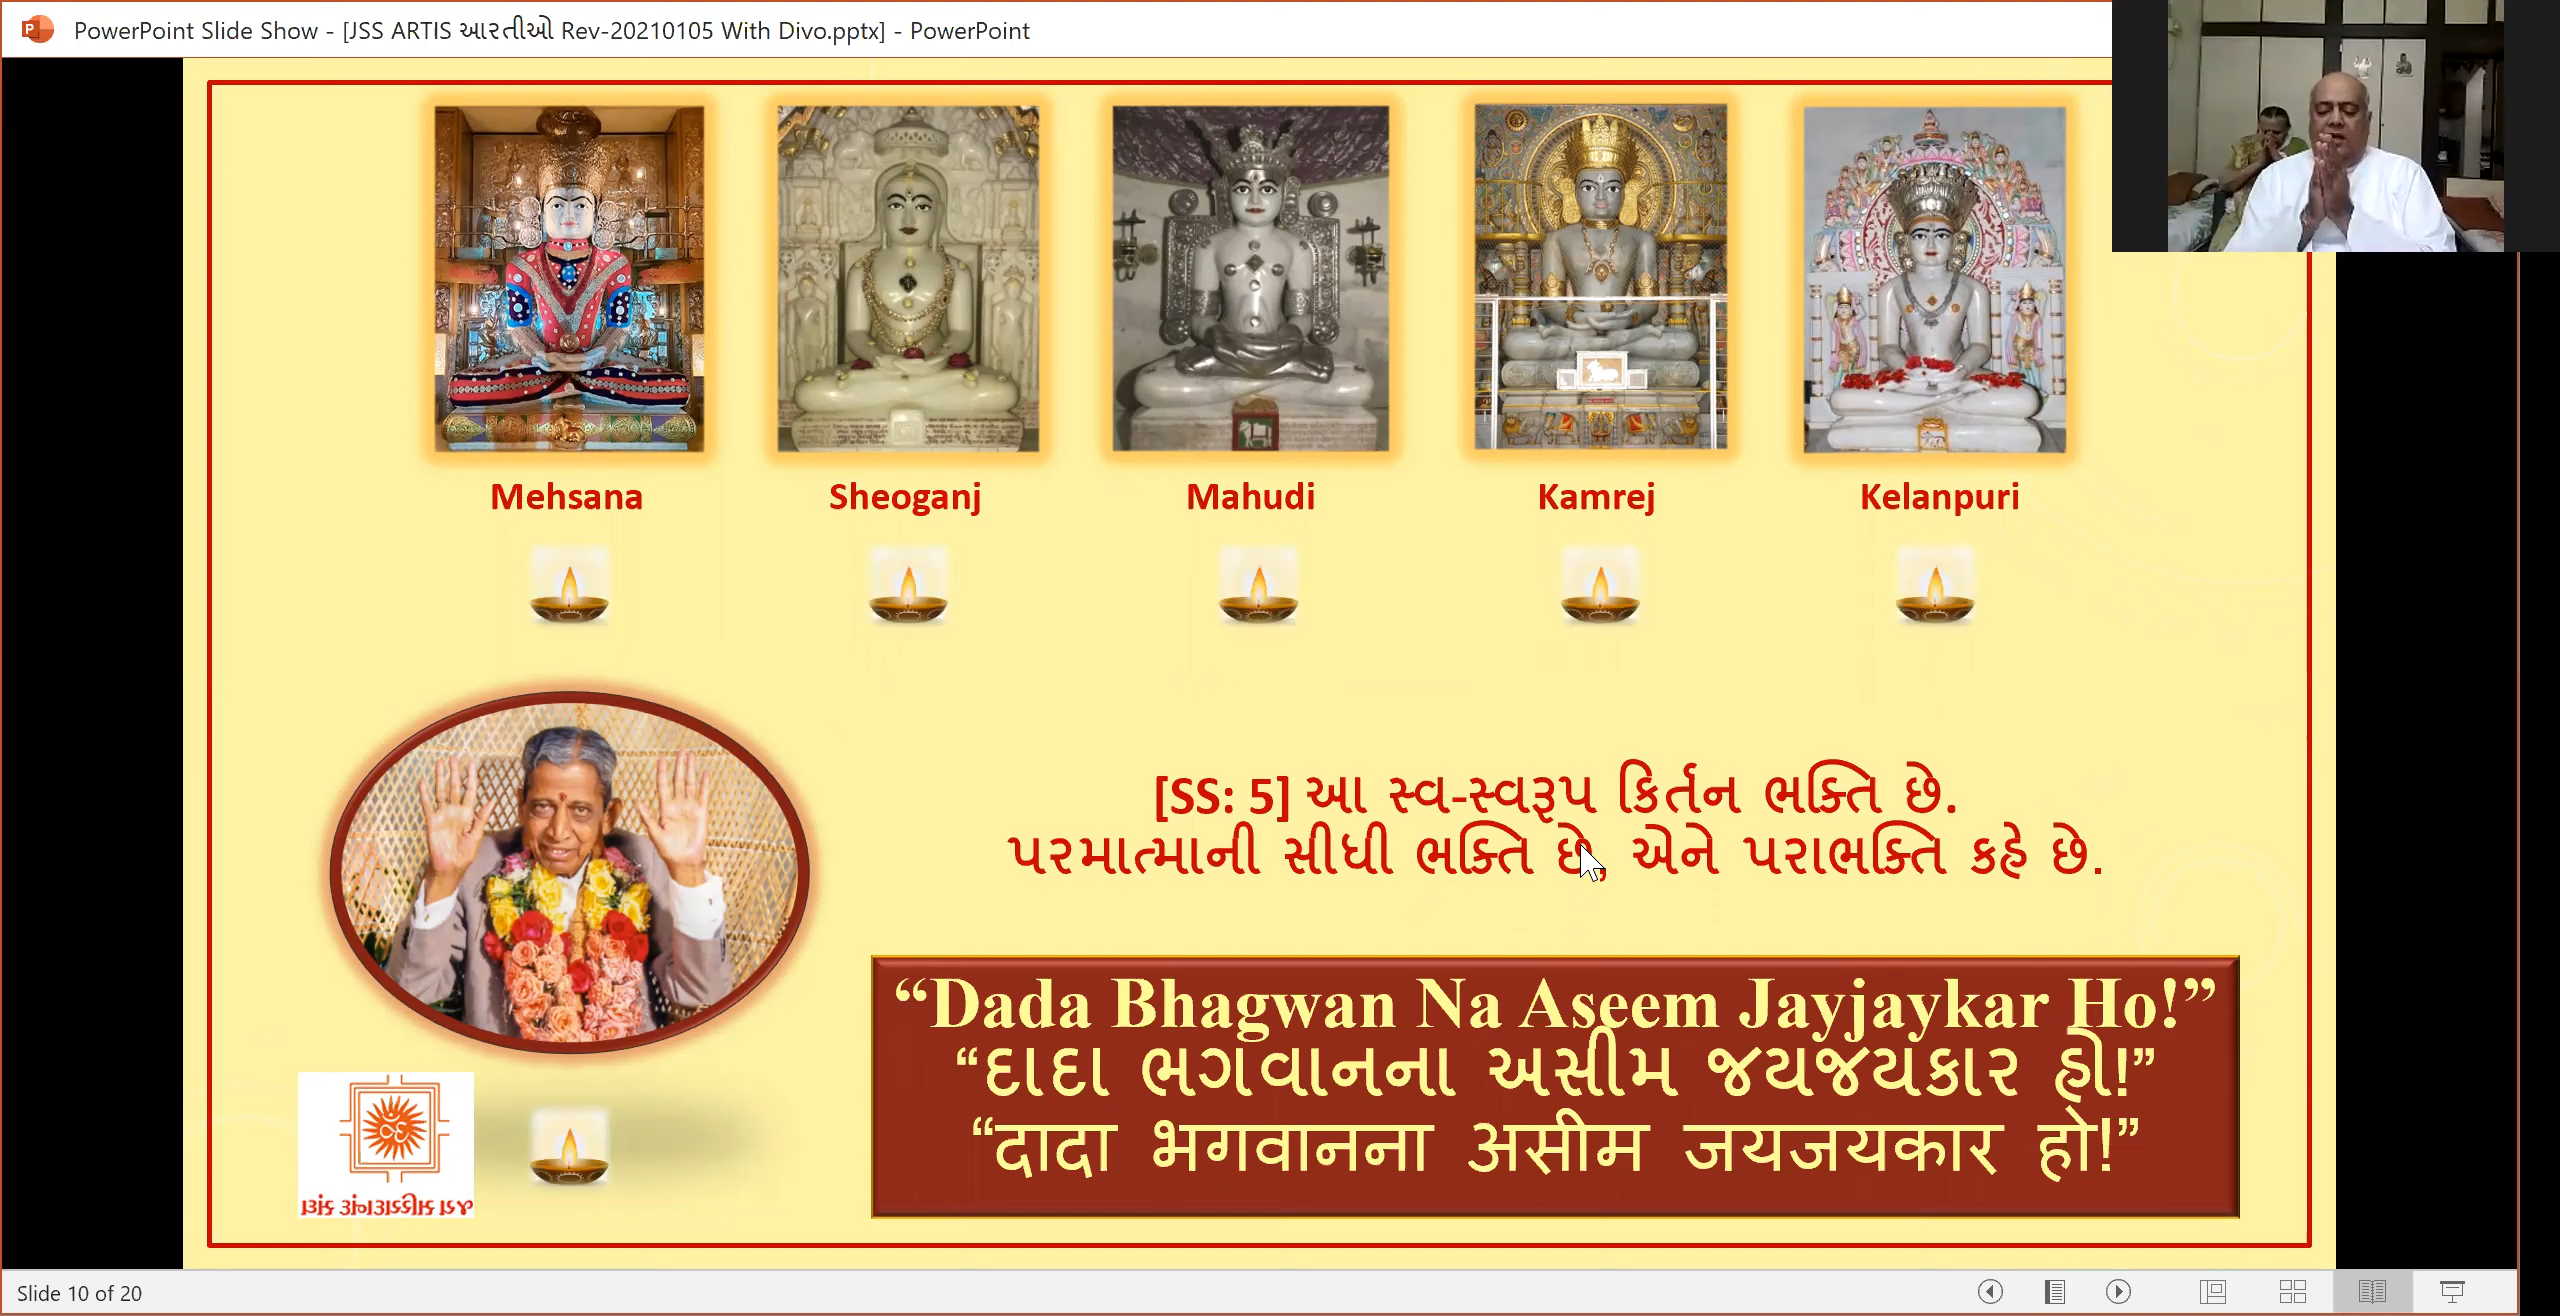 PowerPoint Slide Show - [JSS ARTIS આરતીઓ Rev-20210105 With Divo.pptx] - PowerPoint
Mehsana
Sheoganj
Mahudi
Kamrej
Kelanpuri
[SS: 5] આ સ્વ-સ્વરૂપ કિર્તન ભક્તિ છે.
પરમાત્માની સીધી ભક્તિ છે, એને પરાભક્તિ કહે છે.
“Dada Bhagwan Na Aseem Jayjaykar Ho!”
“દાદા ભગવાનના અસીમ જયજયકાર હો!”
“दादा भगवानना असीम जयजयकार हो!”
Slide 10 of 20